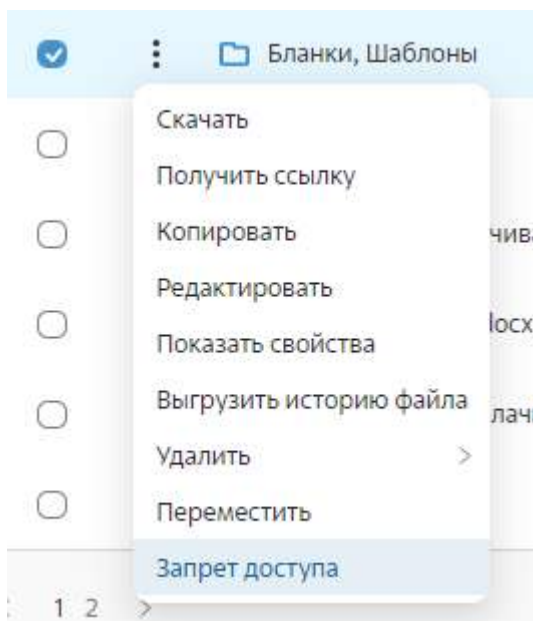 Бланки, Шаблоны
Скачать
Получить ссылку
Копировать
Редактировать
Показать свойства
Выгрузить историю файла
Удалить >
Переместить
Запрет доступа
1 2 >